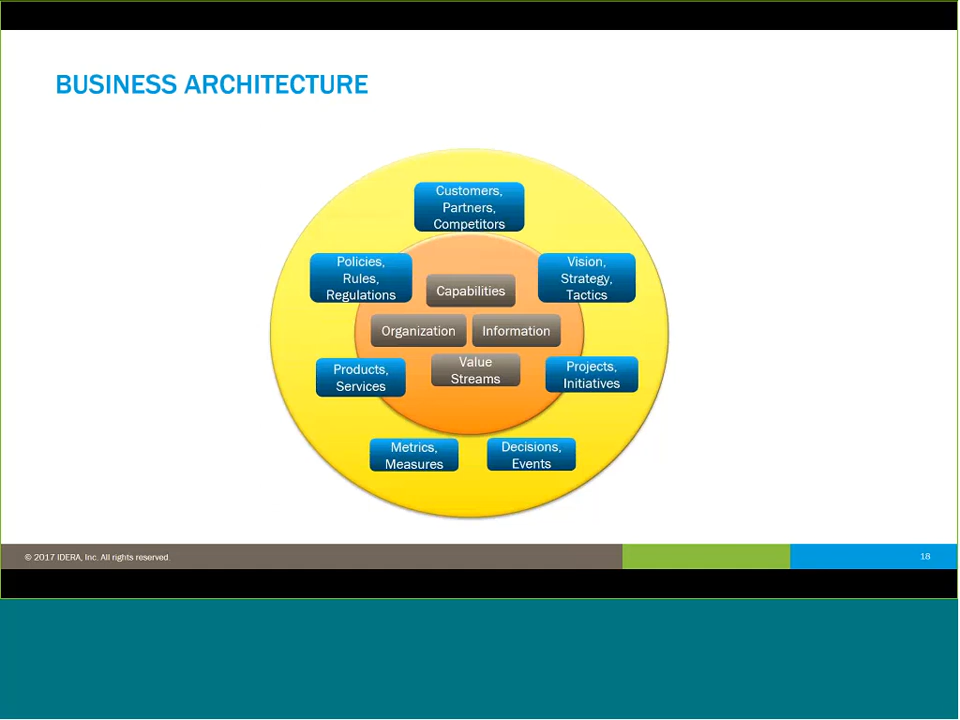 BUSINESS ARCHITECTURE
Customers,
Partners,
Competitors
Policies,
Rules,
Regulations
Vision,
Strategy,
Tactics
Capabilities
Organization
Information
Value
Streams
Products,
Services
Projects,
Initiatives
Metrics,
Measures
Decisions,
Events
© 2017 IDERA, Inc. All rights reserved.
18